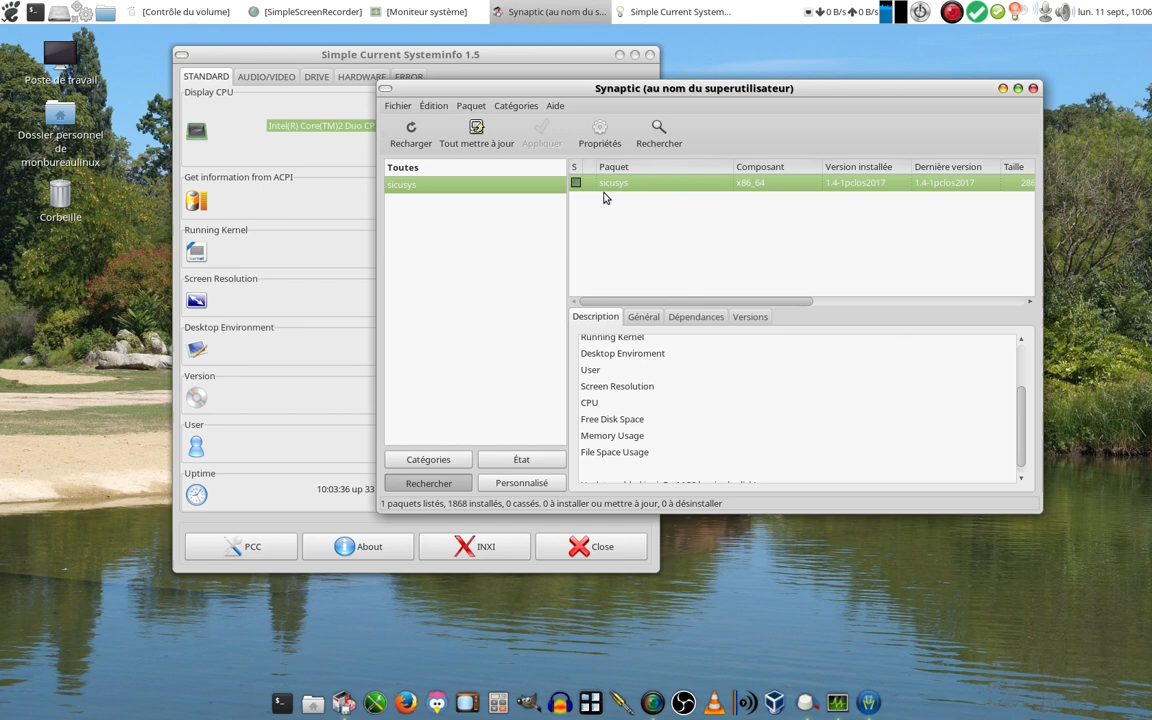 [Contrôle du volume]
[SimpleScreenRecorder]
[Moniteur système]
Synaptic (au nom du s...
Simple Current System...
0 B/s 0 B/s
lun. 11 sept., 10:06
Poste de travail
Dossier personnel
de
monbureaulinux
Corbeille
Simple Current Systeminfo 1.5
STANDARD AUDIO/VIDEO DRIVE HARDWARE ERROR
Display CPU
Intel(R) Core(TM)2 Duo CP
Get information from ACPI
Running Kernel
Screen Resolution
Desktop Environment
Version
User
Uptime
10:03:36 up 33
PCC About INXI Close
Synaptic (au nom du superutilisateur)
Fichier Édition Paquet Catégories Aide
Recharger Tout mettre à jour Appliquer Propriétés Rechercher
Toutes
sicusys
Catégories État
Rechercher Personnalisé
S Paquet Composant Version installée Dernière version Taille
sicusys x86_64 1.4-1pclos2017 1.4-1pclos2017 286
Description Général Dépendances Versions
Running Kernel
Desktop Enviroment
User
Screen Resolution
CPU
Free Disk Space
Memory Usage
File Space Usage
1 paquets listés, 1868 installés, 0 cassés. 0 à installer ou mettre à jour, 0 à désinstaller